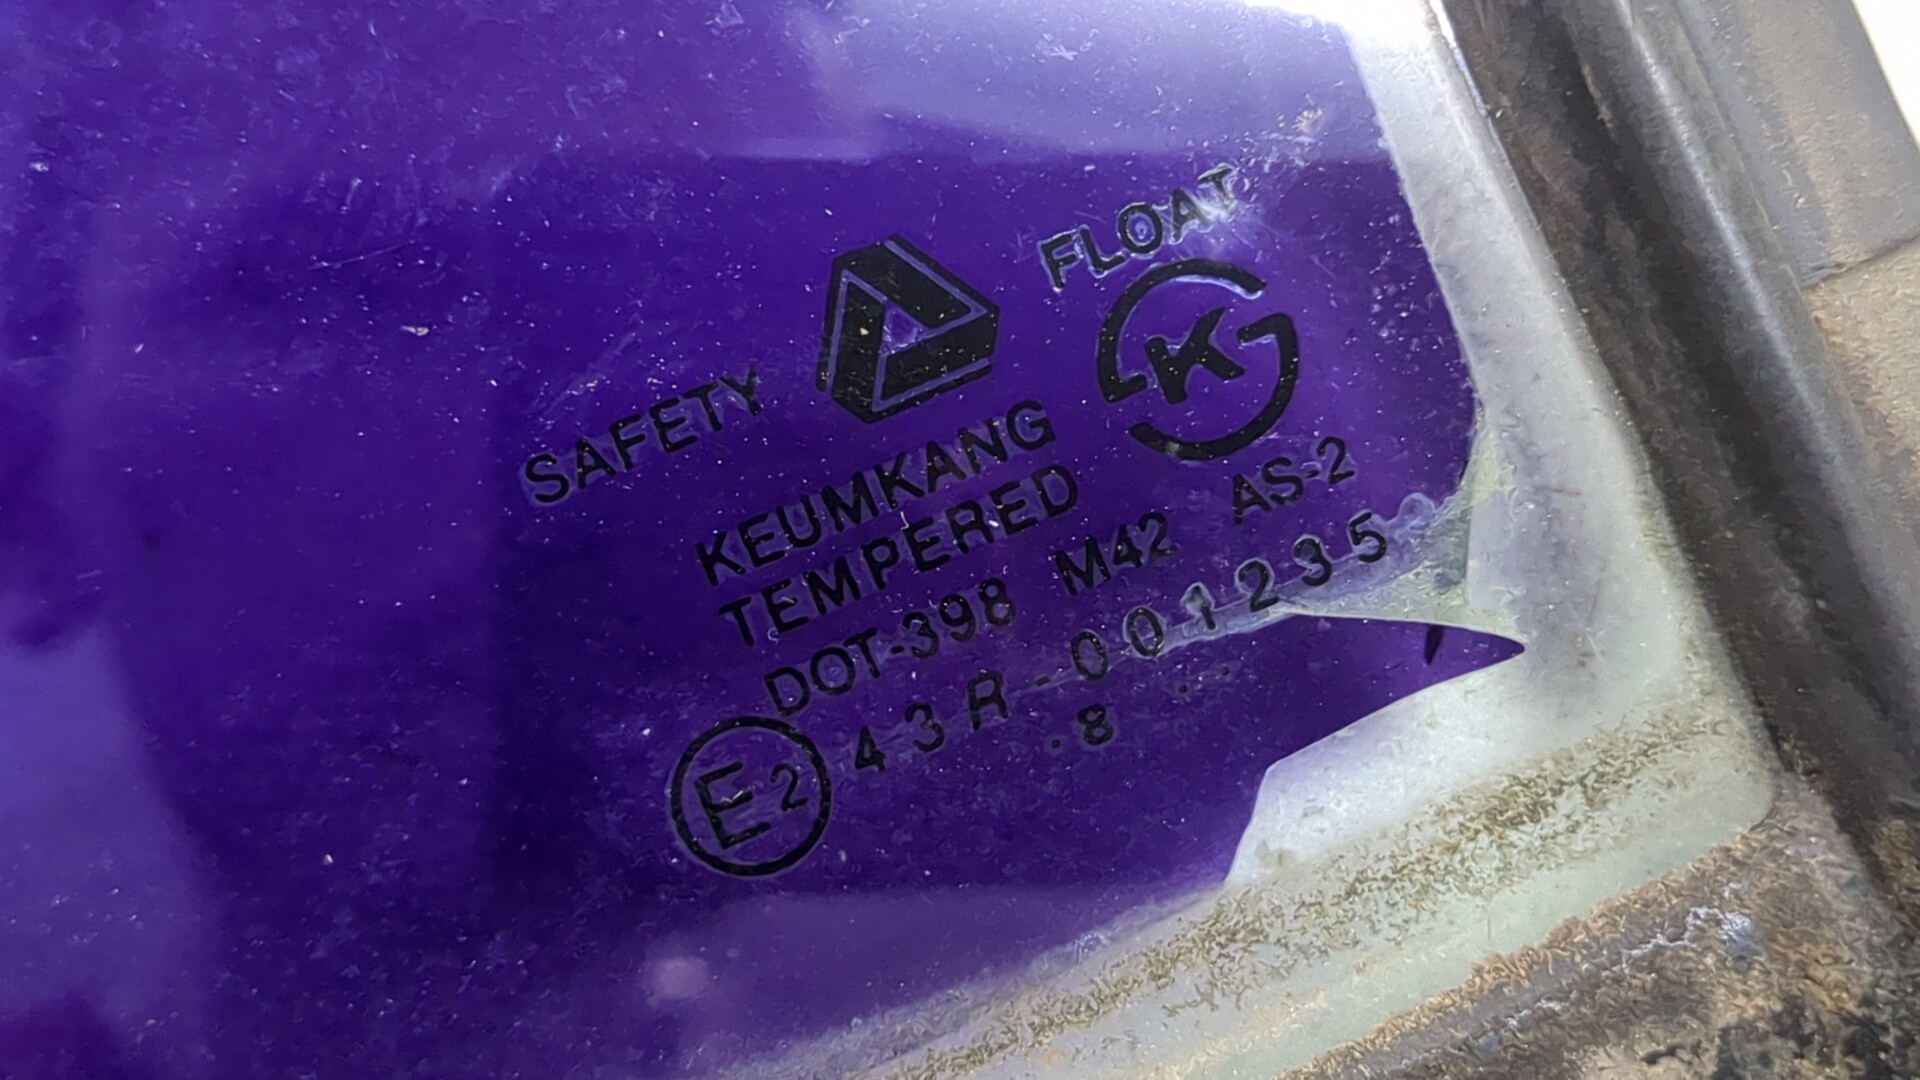 FLOAT
K
SAFETY
KEUMKANG
TEMPERED
DOT-398 M42 AS-2
E2 43R-001235
.8 ..